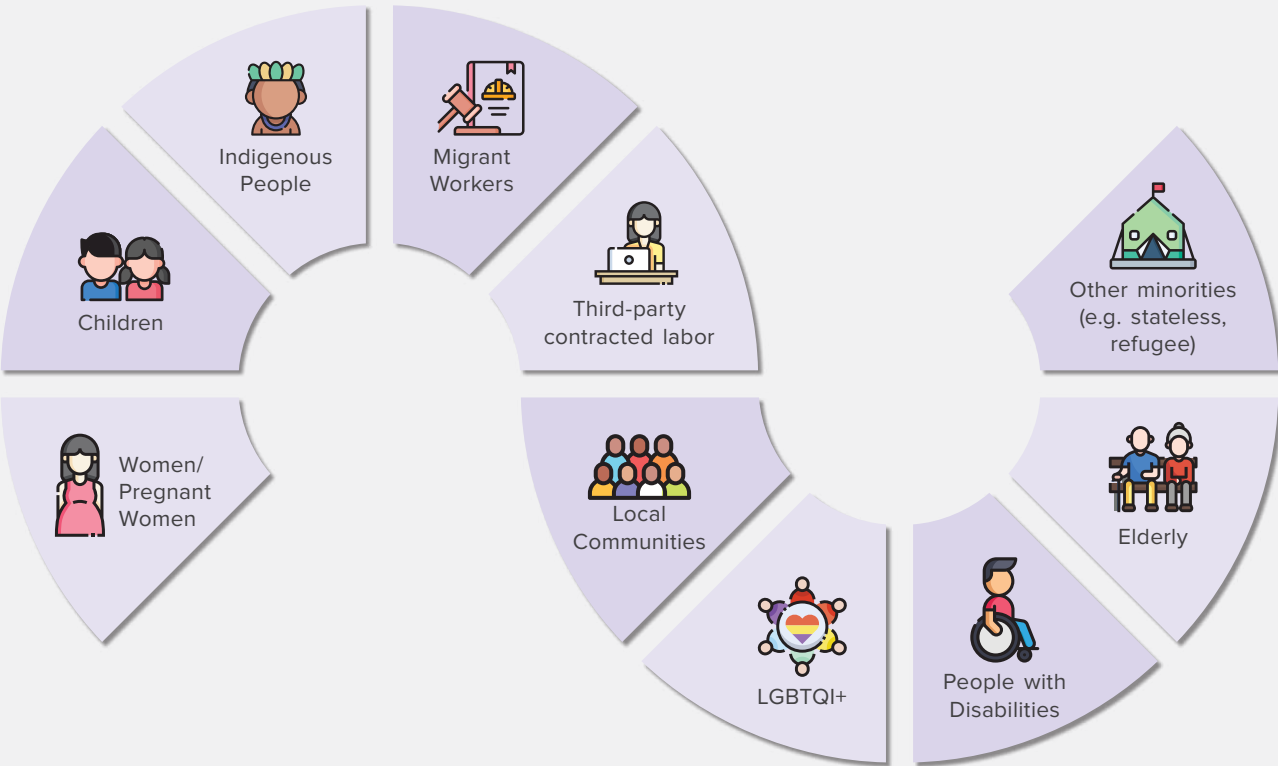 Women/
Pregnant
Women
Children
Indigenous
People
Migrant
Workers
Third-party
contracted labor
Local
Communities
LGBTQI+
People with
Disabilities
Elderly
Other minorities
(e.g. stateless,
refugee)